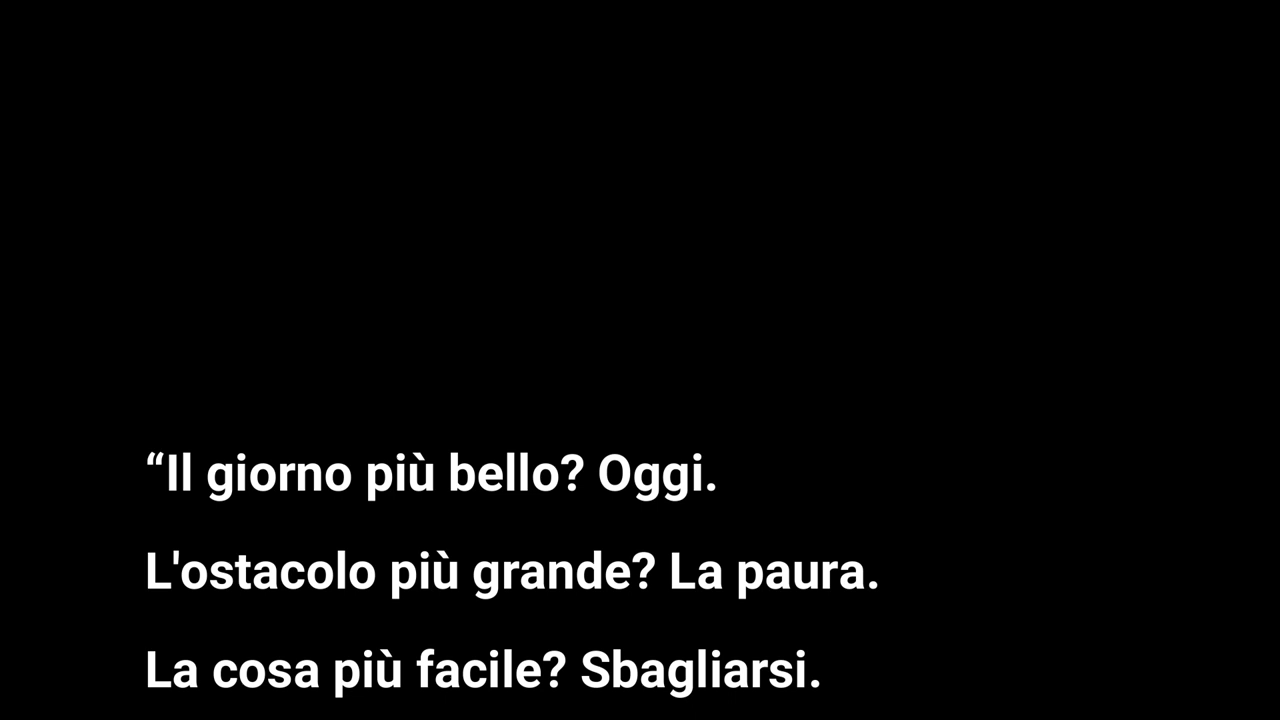 “Il giorno più bello? Oggi.
L'ostacolo più grande? La paura.
La cosa più facile? Sbagliarsi.